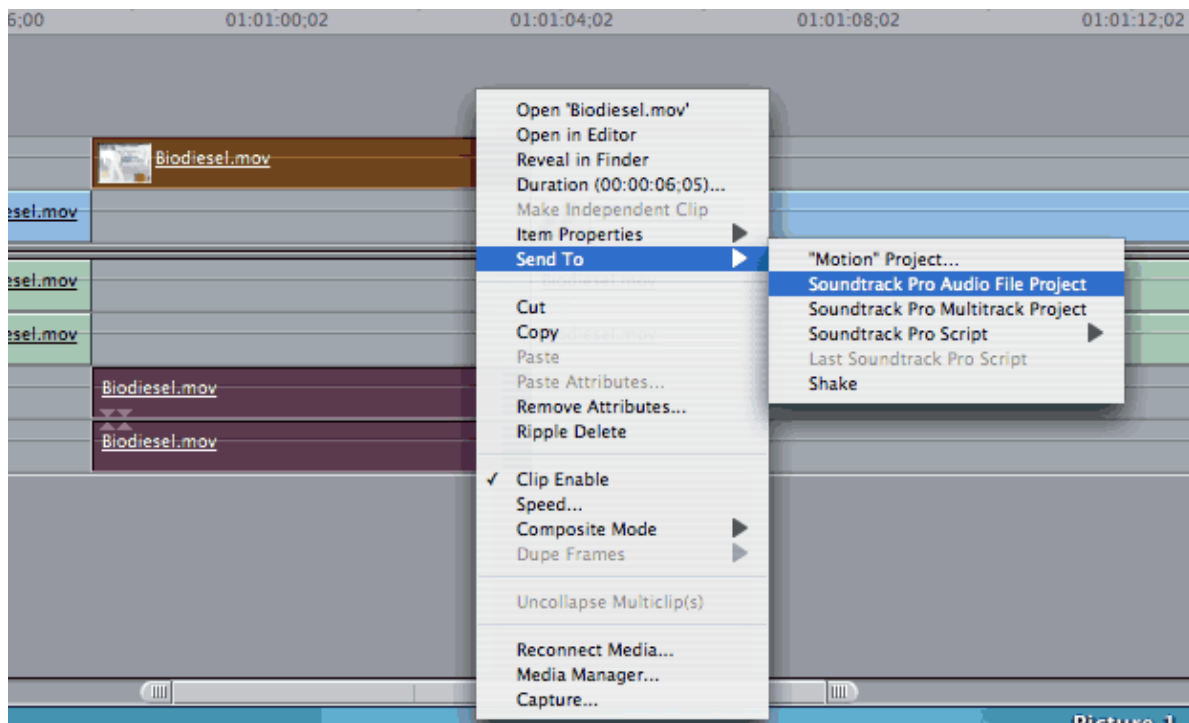 6;00 01:01:00;02 01:01:04;02 01:01:08;02 01:01:12;02
Open 'Biodiesel.mov'
Open in Editor
Biodiesel.mov
Reveal in Finder
Duration (00:00:06;05)...
Make Independent Clip
esel.mov
Item Properties
Send To
"Motion" Project...
esel.mov
Soundtrack Pro Audio File Project
Cut
Soundtrack Pro Multitrack Project
Copy
esel.mov
Soundtrack Pro Script
Paste
Last Soundtrack Pro Script
Paste Attributes...
Shake
Biodiesel.mov
Remove Attributes...
Ripple Delete
Biodiesel.mov
✓ Clip Enable
Speed...
Composite Mode
Dupe Frames
Uncollapse Multiclip(s)
Reconnect Media...
Media Manager...
Capture...
Picture 1